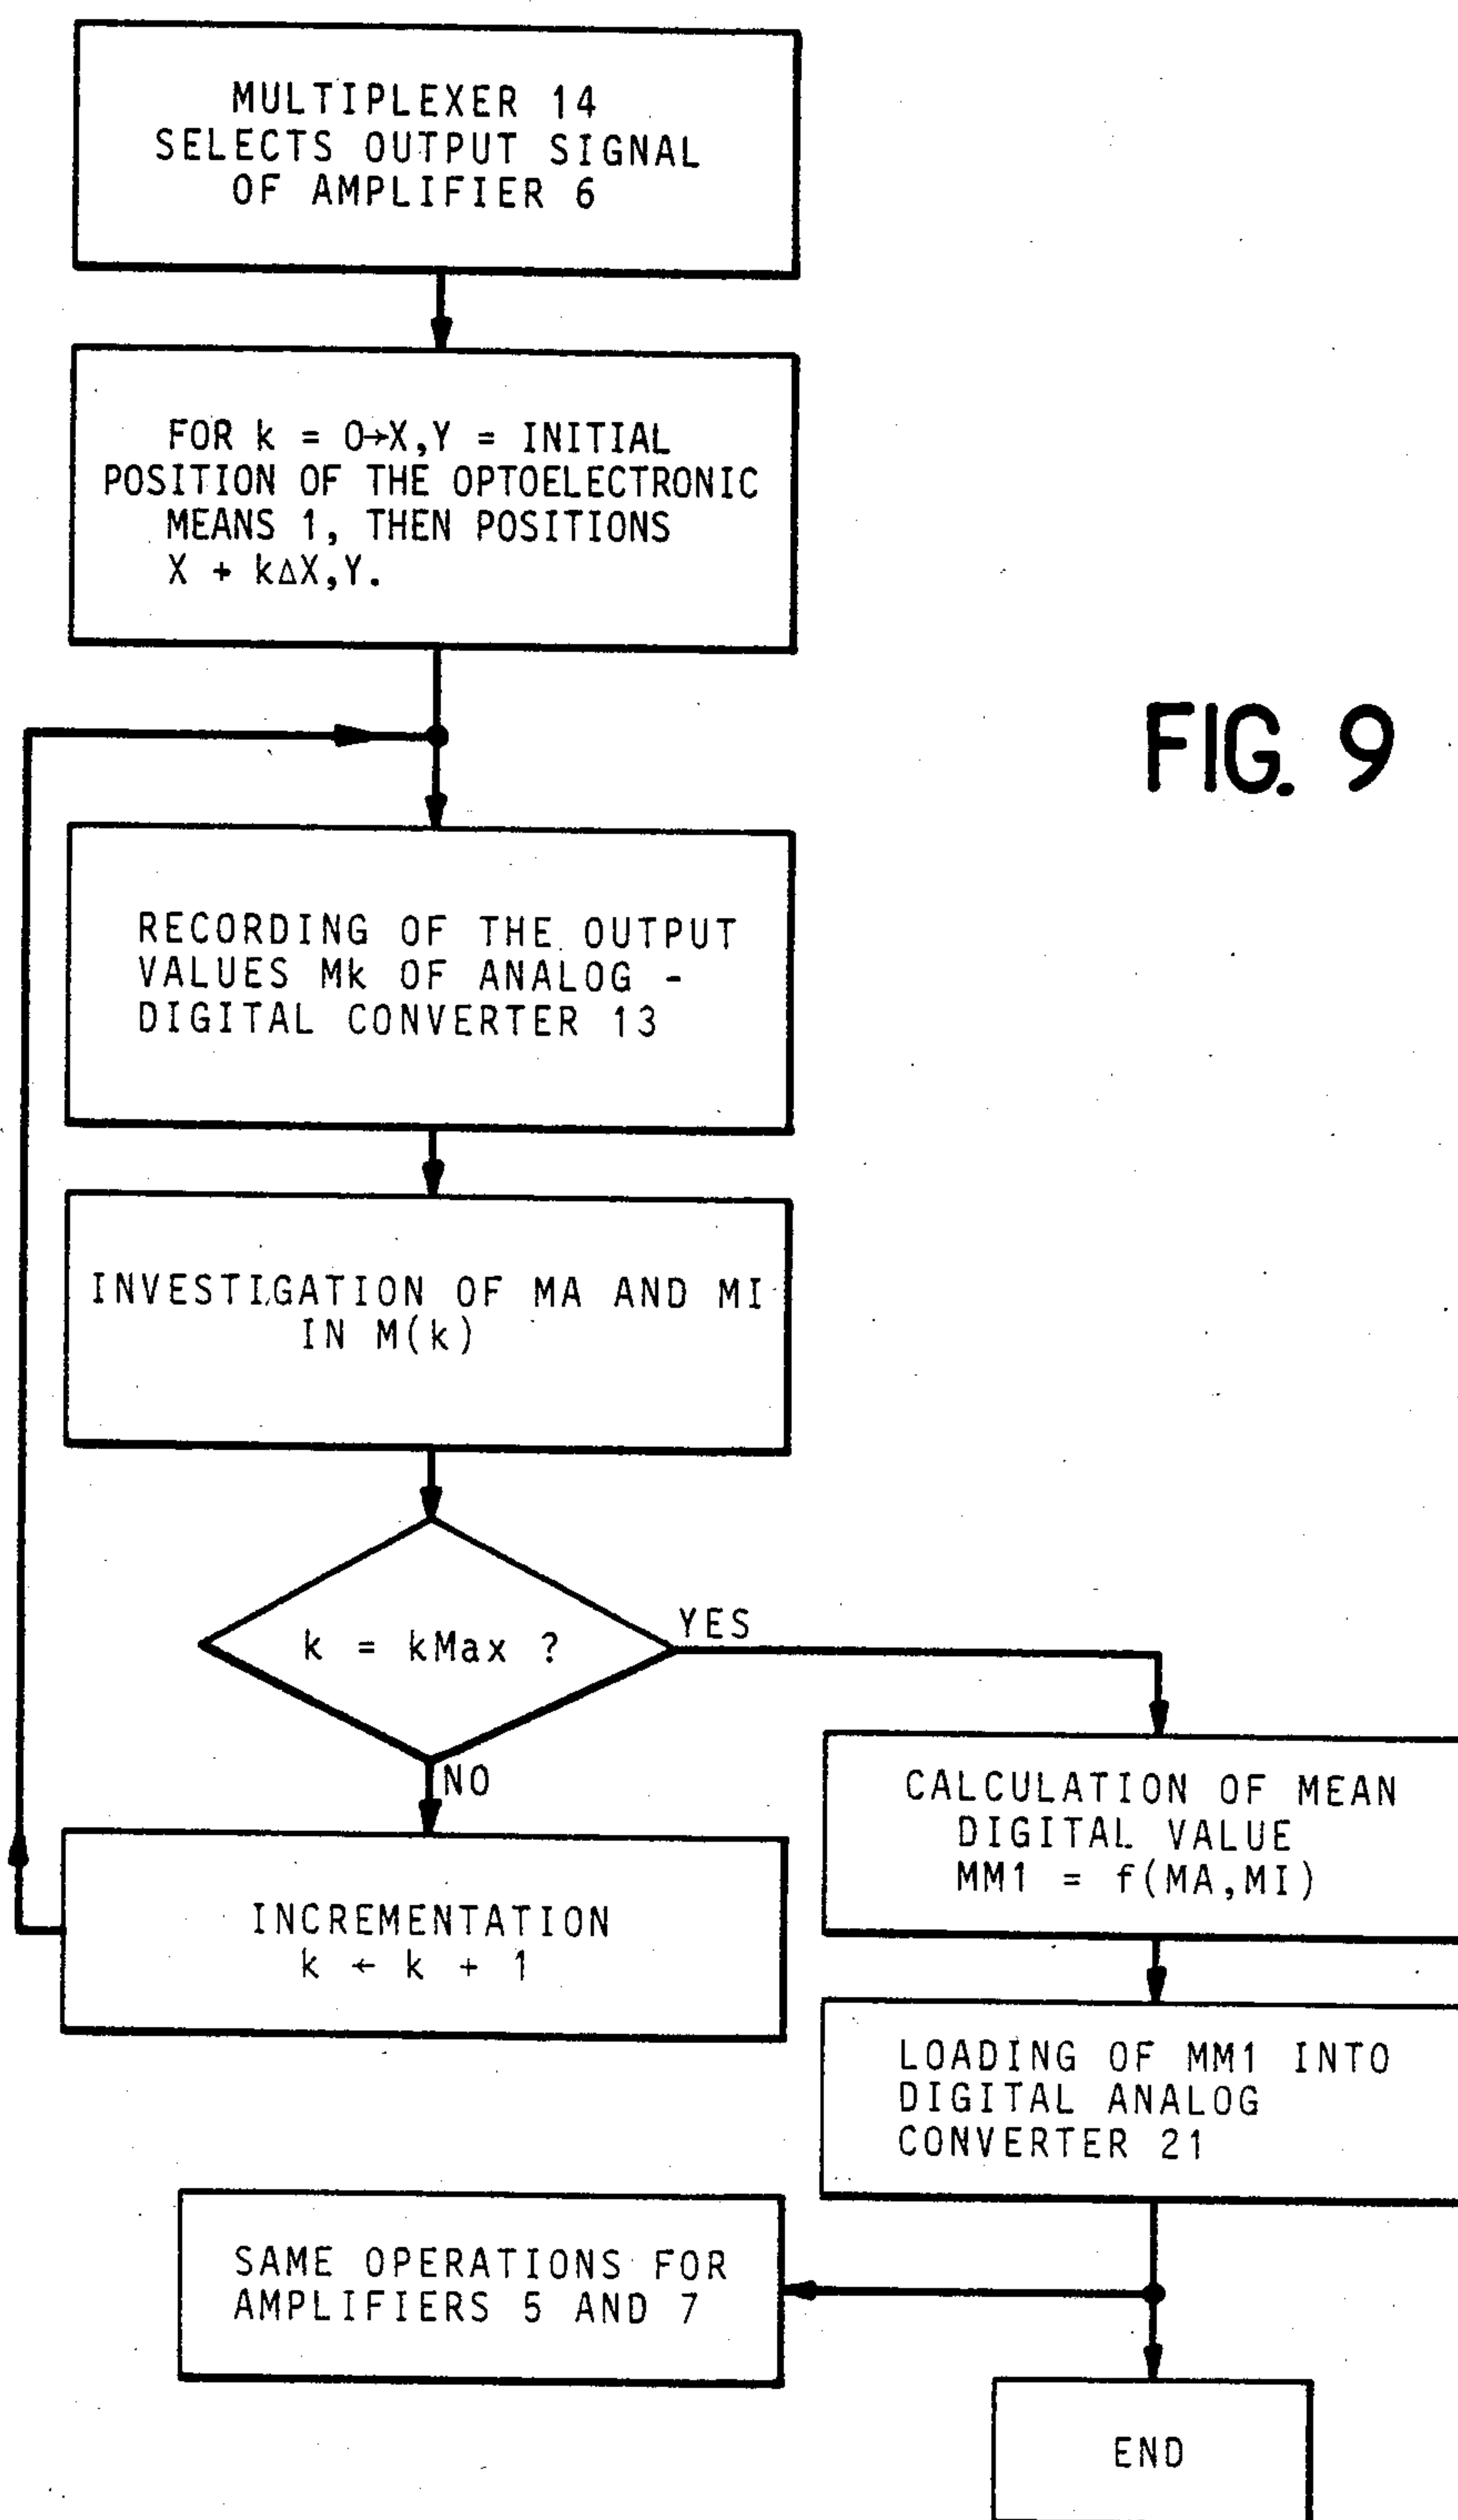 MULTIPLEXER 14
SELECTS OUTPUT SIGNAL
OF AMPLIFIER 6
FOR k = 0→X,Y = INITIAL
POSITION OF THE OPTOELECTRONIC
MEANS 1, THEN POSITIONS
X + kΔX,Y.
FIG. 9
RECORDING OF THE OUTPUT
VALUES Mk OF ANALOG -
DIGITAL CONVERTER 13
INVESTIGATION OF MA AND MI
IN M(k)
k = kMax ?
YES
NO
INCREMENTATION
k ← k + 1
CALCULATION OF MEAN
DIGITAL VALUE
MM1 = f(MA,MI)
LOADING OF MM1 INTO
DIGITAL ANALOG
CONVERTER 21
SAME OPERATIONS FOR
AMPLIFIERS 5 AND 7
END